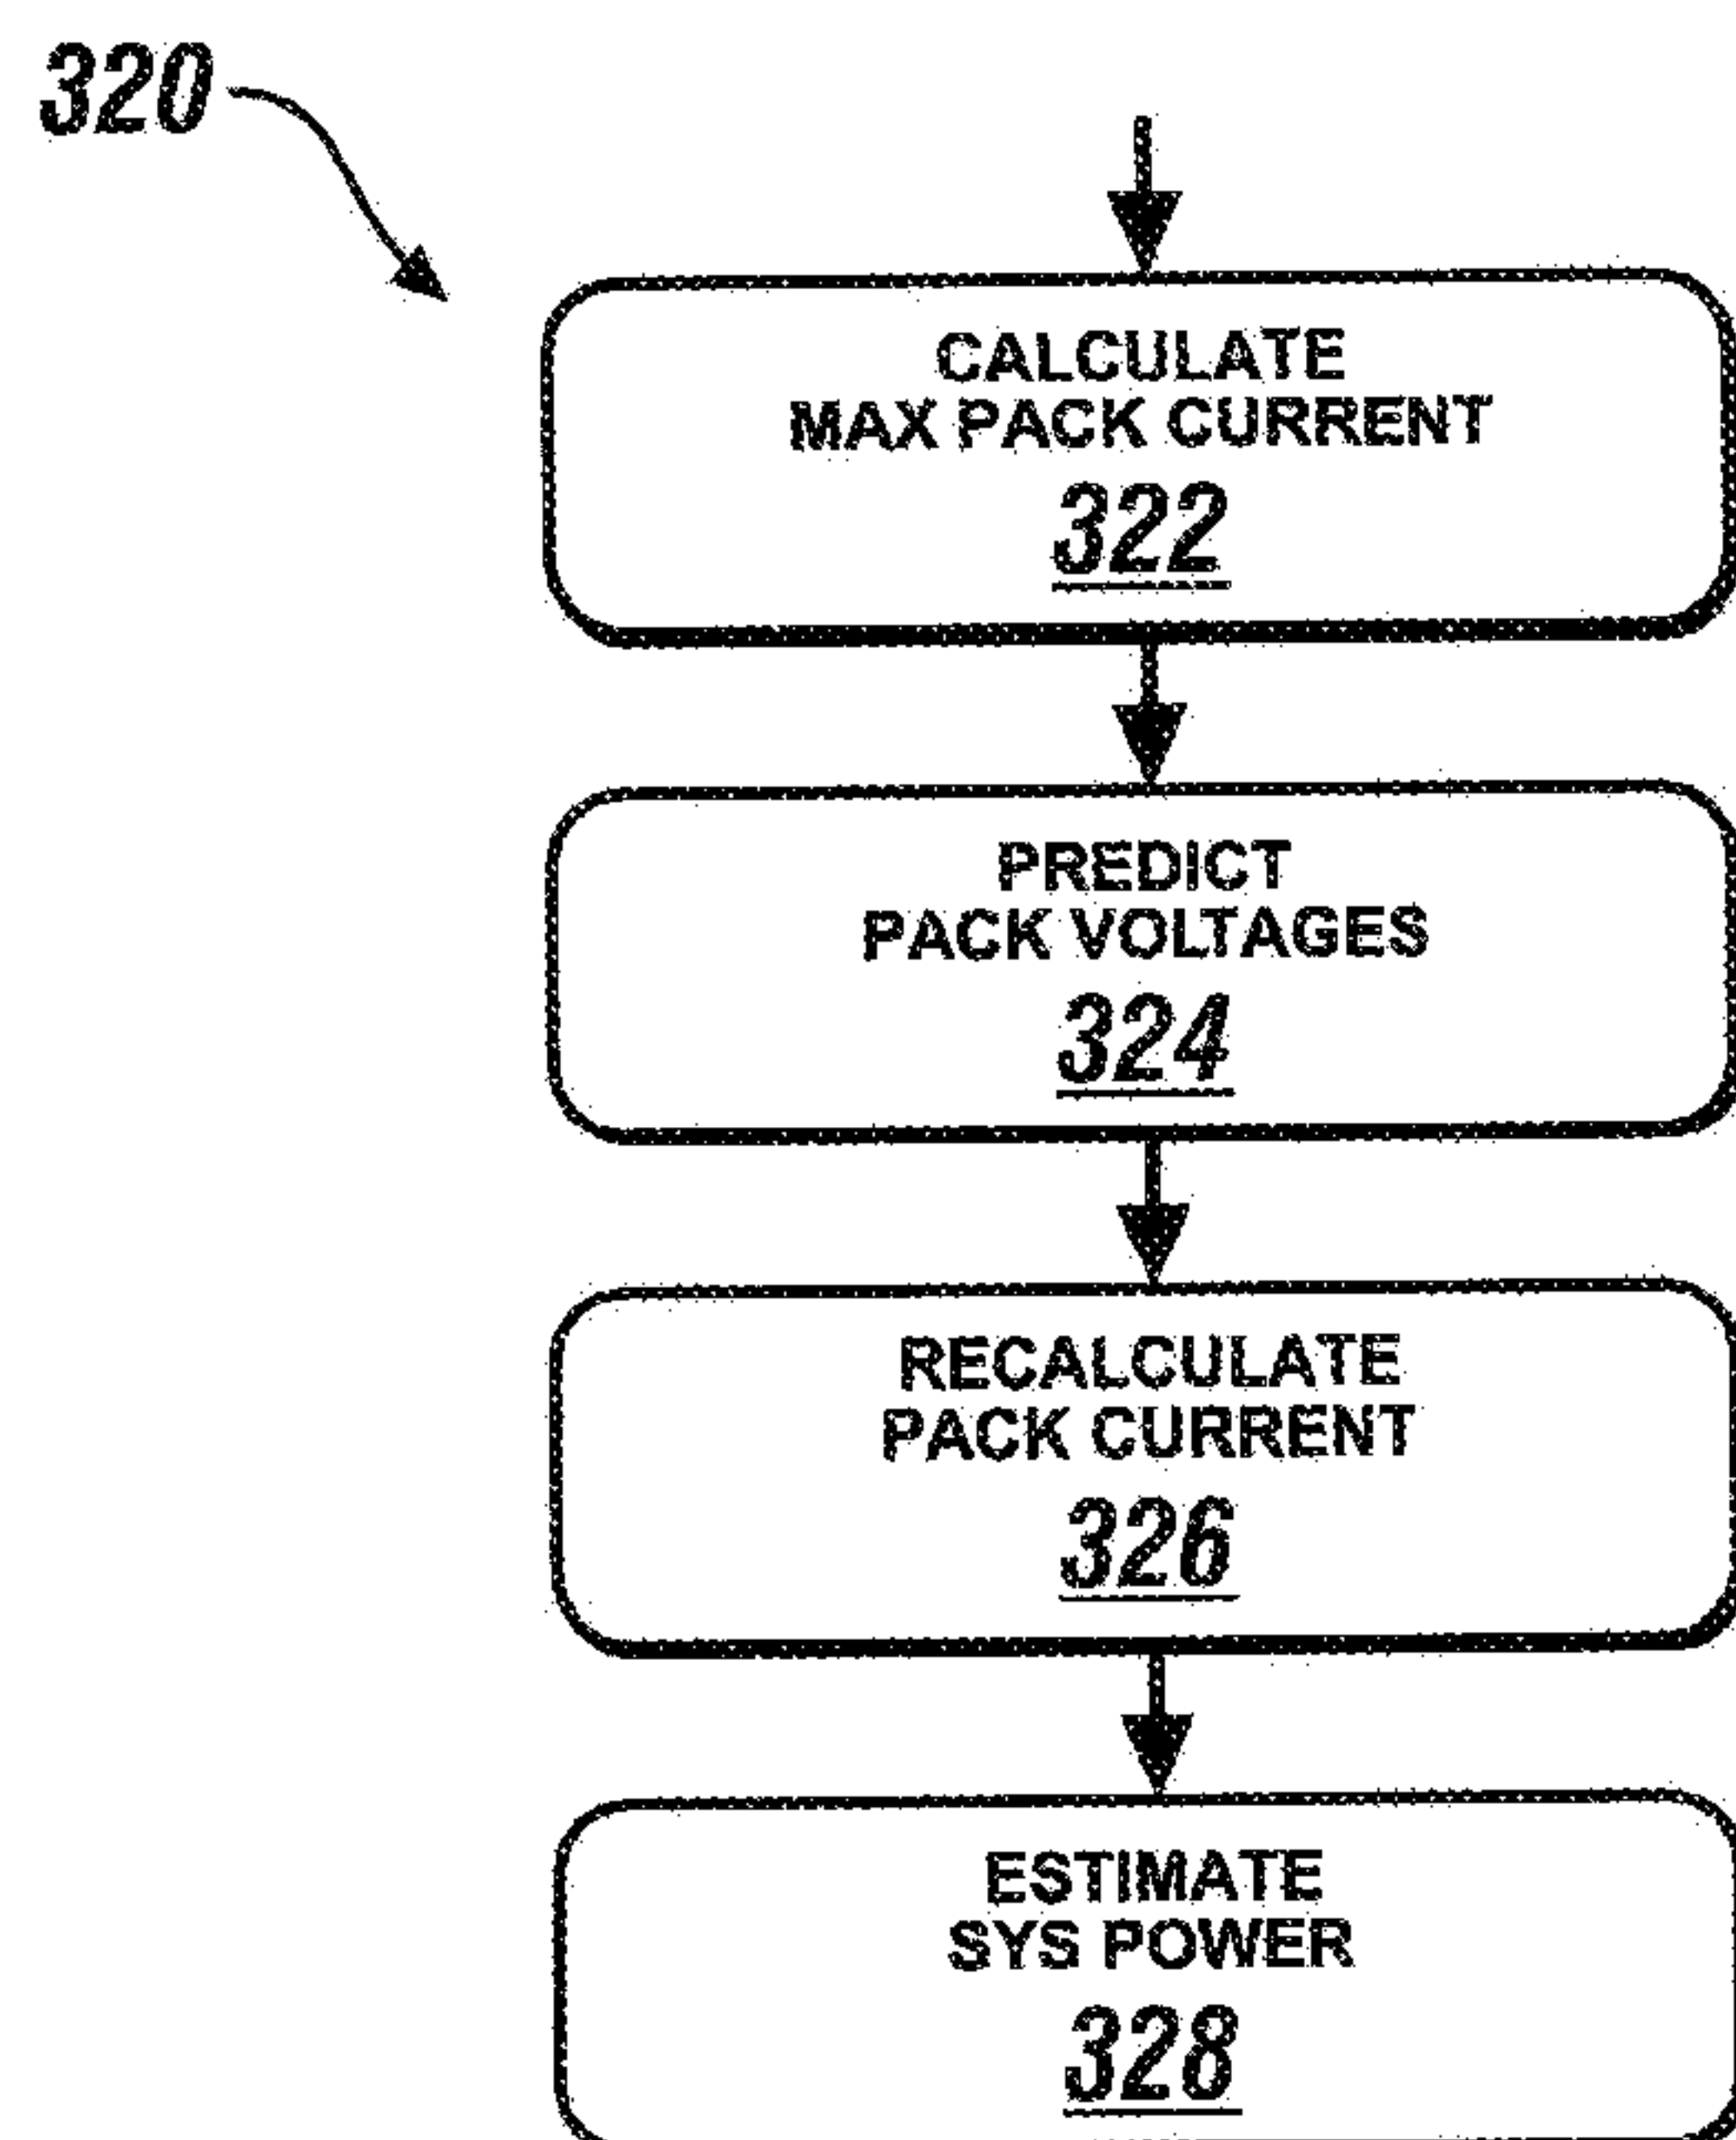 320
CALCULATE
MAX PACK CURRENT
322
PREDICT
PACK VOLTAGES
324
RECALCULATE
PACK CURRENT
326
ESTIMATE
SYS POWER
328